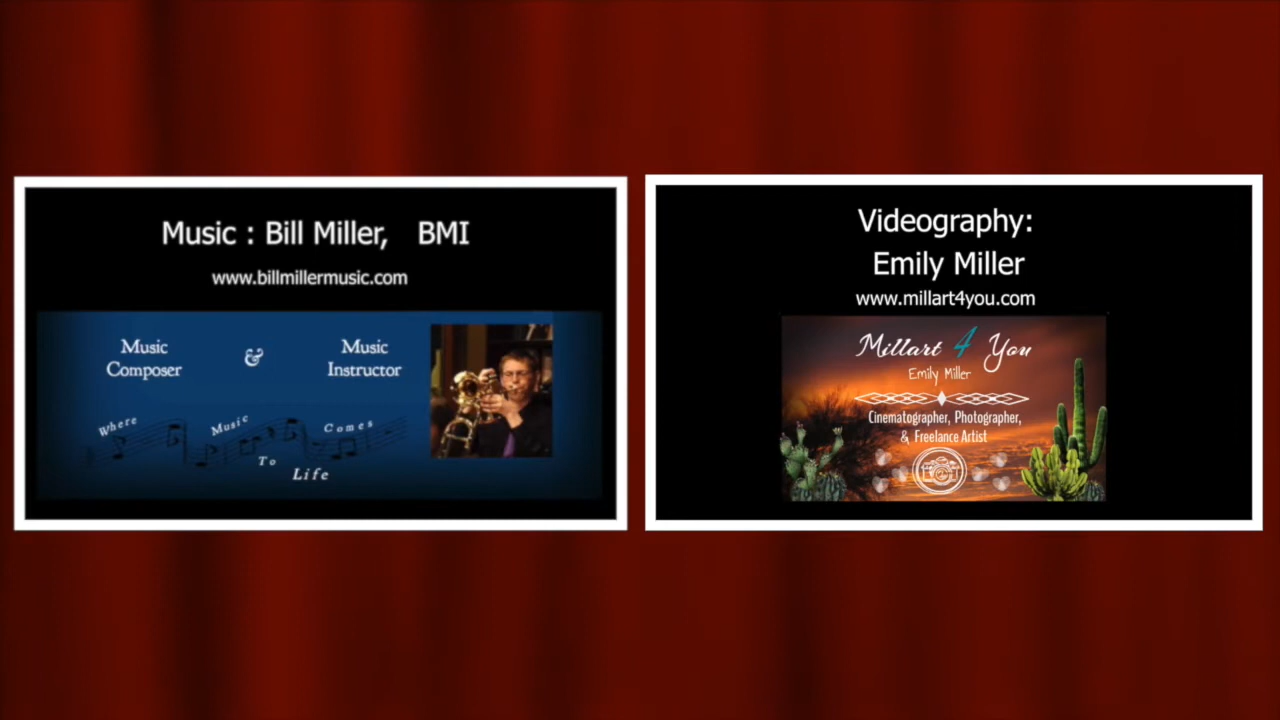 Music : Bill Miller, BMI
www.billmillermusic.com
Music Composer
&
Music Instructor
Where Music Comes
To Life
Videography:
Emily Miller
www.millart4you.com
Millart 4 You
Emily Miller
Cinematographer, Photographer,
& Freelance Artist